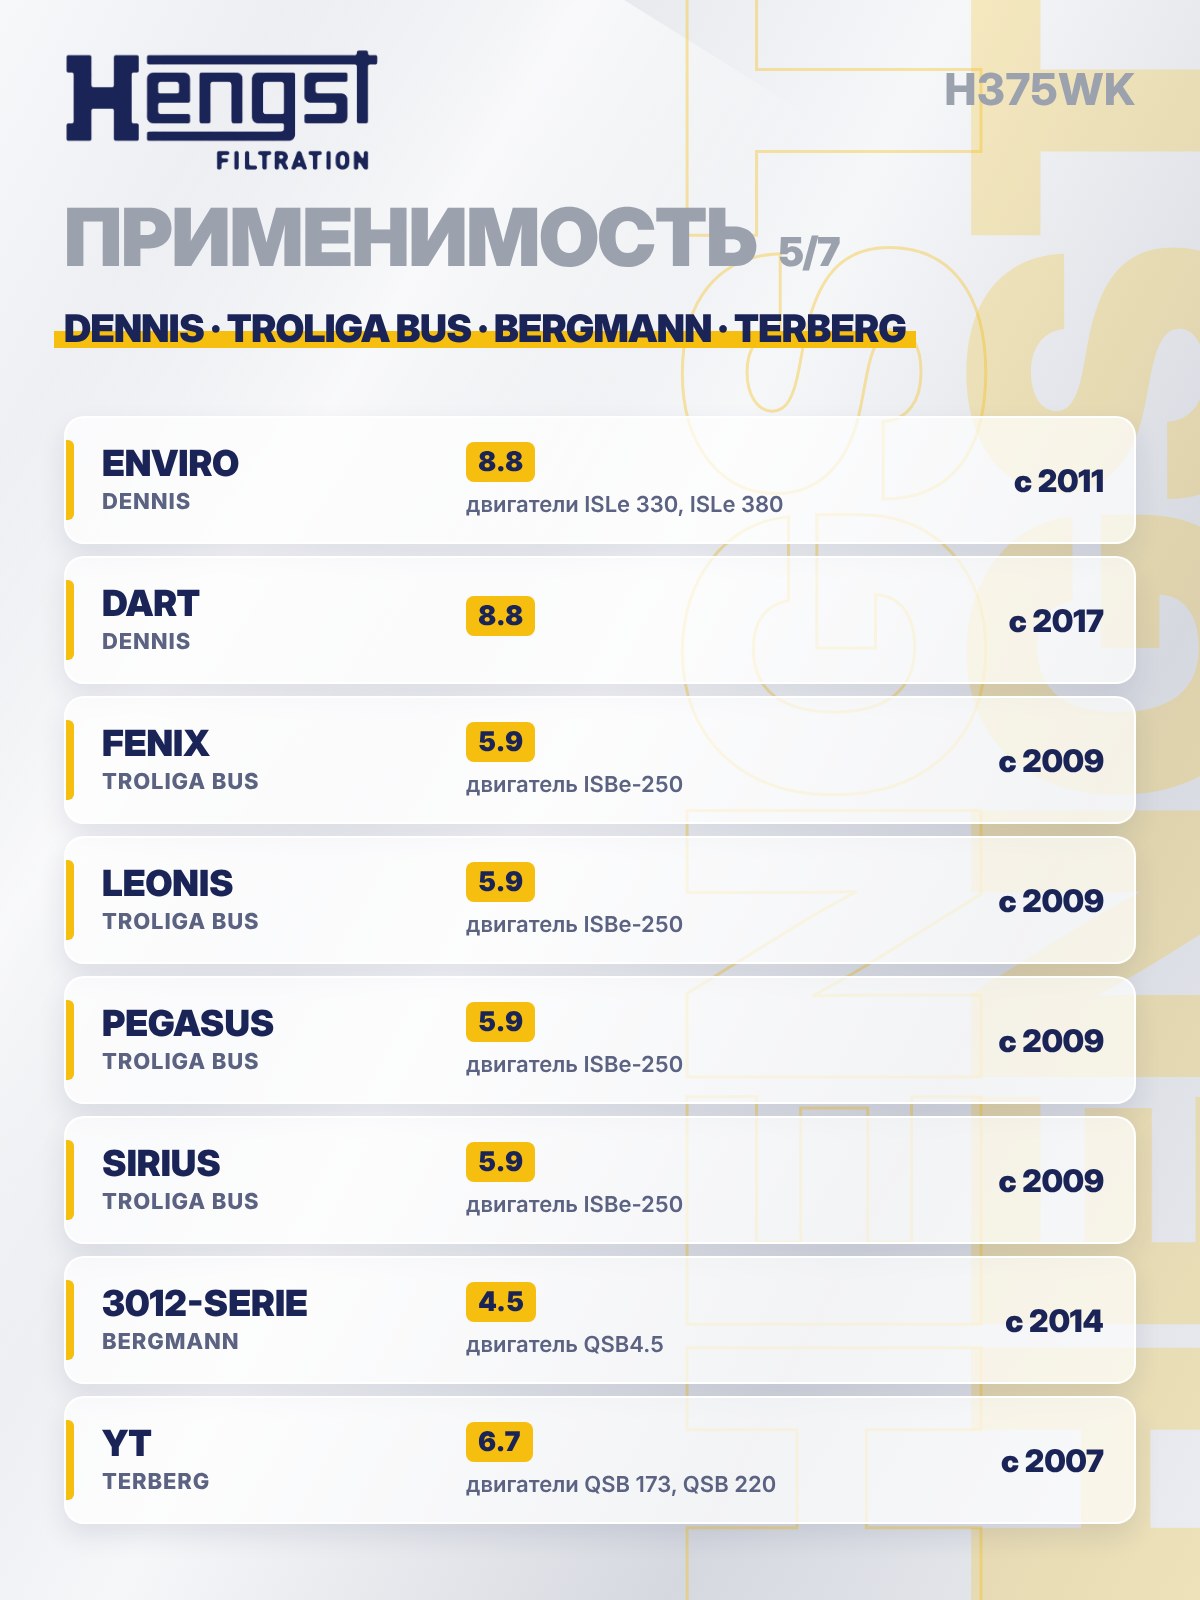 Hengst
FILTRATION
H375WK
ПРИМЕНИМОСТЬ 5/7
DENNIS · TROLIGA BUS · BERGMANN · TERBERG
ENVIRO
DENNIS
8.8
двигатели ISLe 330, ISLe 380
с 2011
DART
DENNIS
8.8
с 2017
FENIX
TROLIGA BUS
5.9
двигатель ISBe-250
с 2009
LEONIS
TROLIGA BUS
5.9
двигатель ISBe-250
с 2009
PEGASUS
TROLIGA BUS
5.9
двигатель ISBe-250
с 2009
SIRIUS
TROLIGA BUS
5.9
двигатель ISBe-250
с 2009
3012-SERIE
BERGMANN
4.5
двигатель QSB4.5
с 2014
YT
TERBERG
6.7
двигатели QSB 173, QSB 220
с 2007
HENGST
HENGST